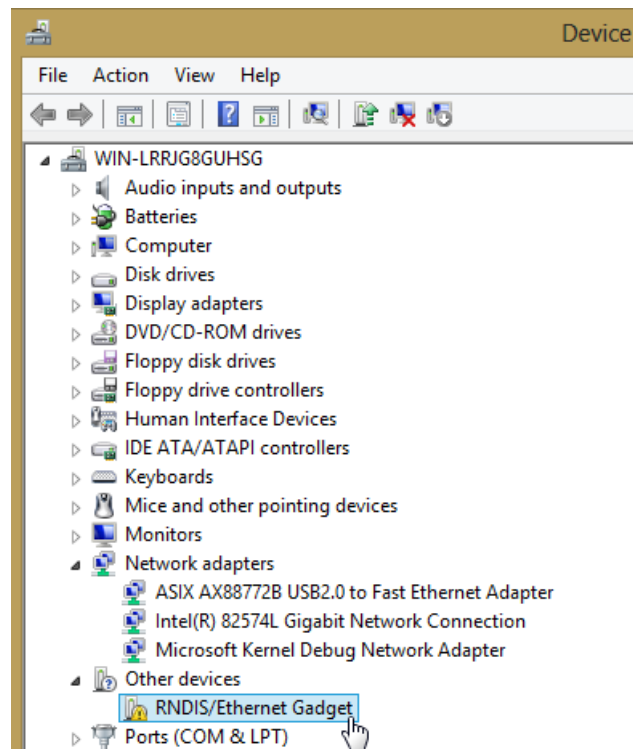 Device
File Action View Help
WIN-LRRJG8GUHSG
Audio inputs and outputs
Batteries
Computer
Disk drives
Display adapters
DVD/CD-ROM drives
Floppy disk drives
Floppy drive controllers
Human Interface Devices
IDE ATA/ATAPI controllers
Keyboards
Mice and other pointing devices
Monitors
Network adapters
ASIX AX88772B USB2.0 to Fast Ethernet Adapter
Intel(R) 82574L Gigabit Network Connection
Microsoft Kernel Debug Network Adapter
Other devices
RNDIS/Ethernet Gadget
Ports (COM & LPT)